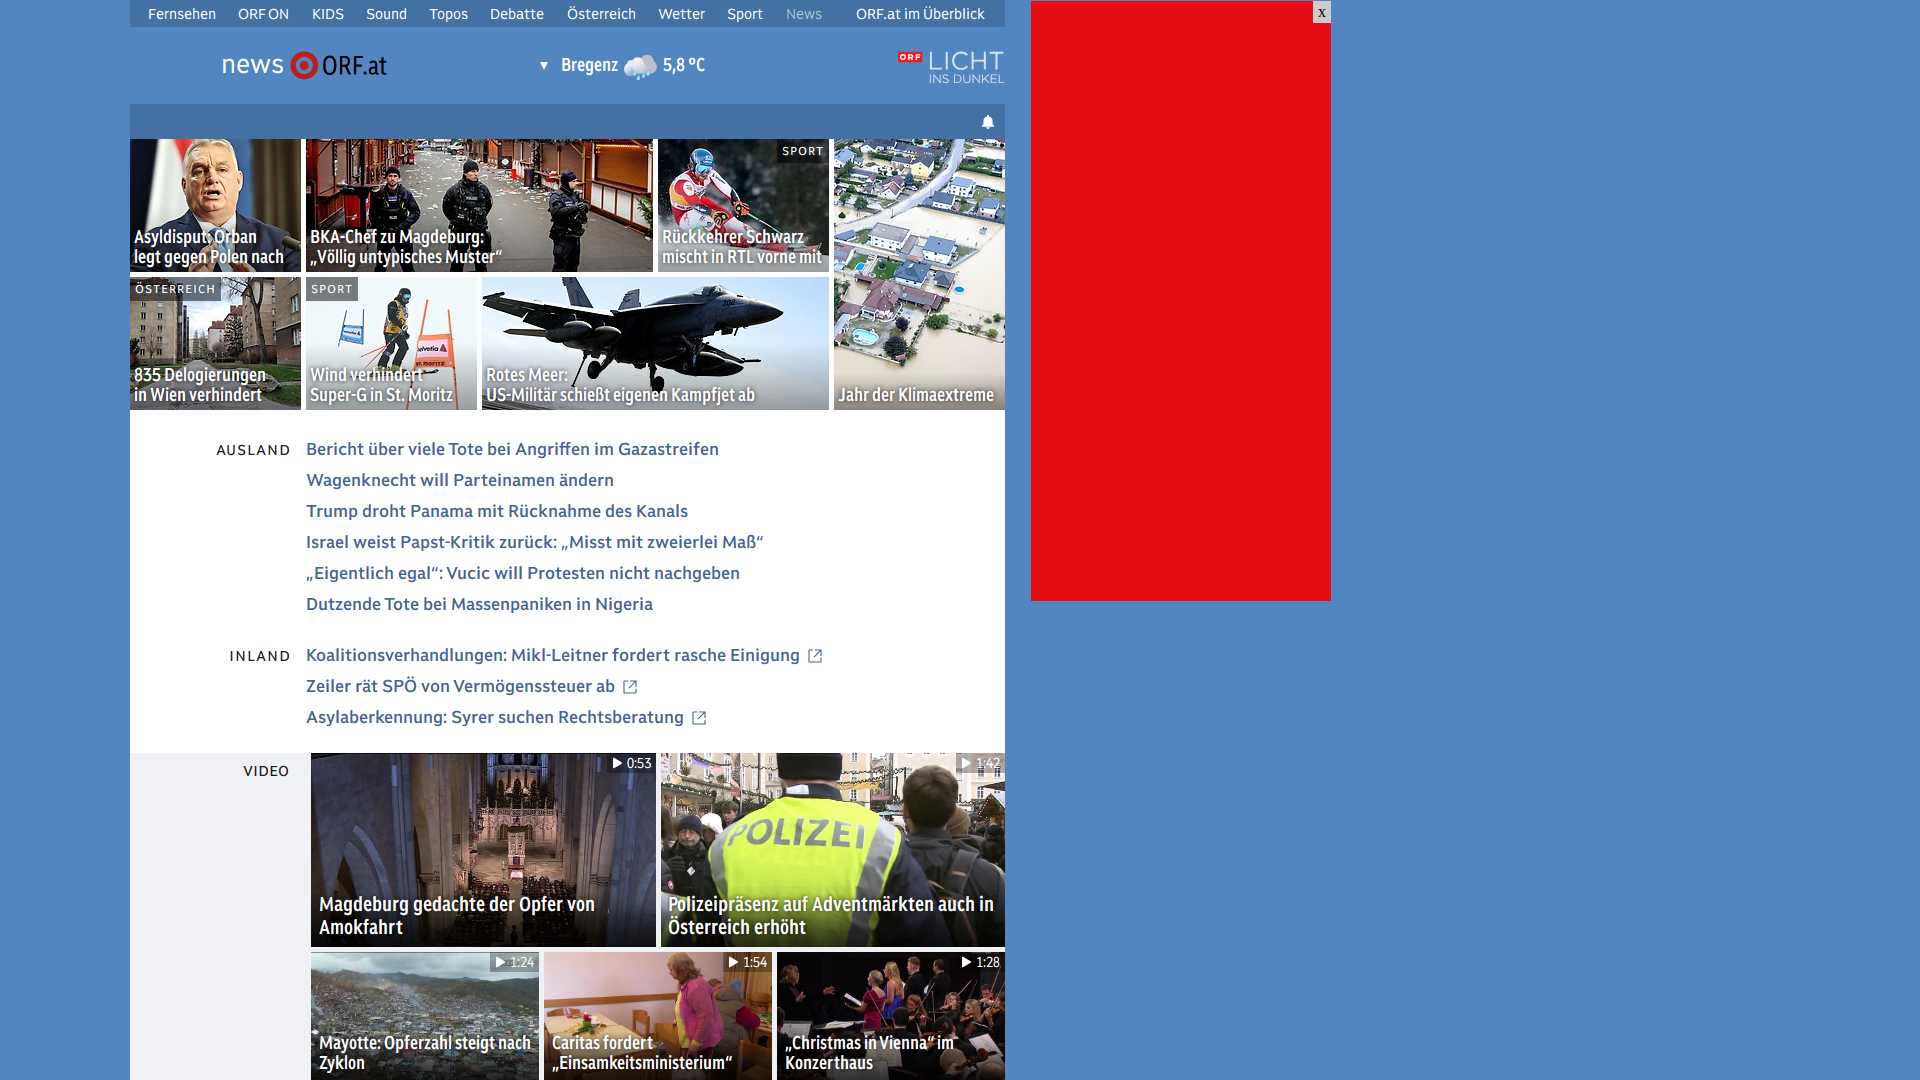 Fernsehen ORF ON KIDS Sound Topos Debatte Österreich Wetter Sport News ORF.at im Überblick
x
news ORF.at
▼ Bregenz 5,8 °C
ORF LICHT
INS DUNKEL
Asyldisput: Orban
legt gegen Polen nach
BKA-Chef zu Magdeburg:
„Völlig untypisches Muster“
SPORT
Rückkehrer Schwarz
mischt in RTL vorne mit
ÖSTERREICH
835 Delogierungen
in Wien verhindert
SPORT
Wind verhindert
Super-G in St. Moritz
Rotes Meer:
US-Militär schießt eigenen Kampfjet ab
Jahr der Klimaextreme
AUSLAND
Bericht über viele Tote bei Angriffen im Gazastreifen
Wagenknecht will Parteinamen ändern
Trump droht Panama mit Rücknahme des Kanals
Israel weist Papst-Kritik zurück: „Misst mit zweierlei Maß“
„Eigentlich egal“: Vucic will Protesten nicht nachgeben
Dutzende Tote bei Massenpaniken in Nigeria
INLAND
Koalitionsverhandlungen: Mikl-Leitner fordert rasche Einigung
Zeiler rät SPÖ von Vermögenssteuer ab
Asylaberkennung: Syrer suchen Rechtsberatung
VIDEO
0:53
Magdeburg gedachte der Opfer von
Amokfahrt
1:42
POLIZEI
Polizeipräsenz auf Adventmärkten auch in
Österreich erhöht
1:24
Mayotte: Opferzahl steigt nach
Zyklon
1:54
Caritas fordert
„Einsamkeitsministerium“
1:28
„Christmas in Vienna“ im
Konzerthaus